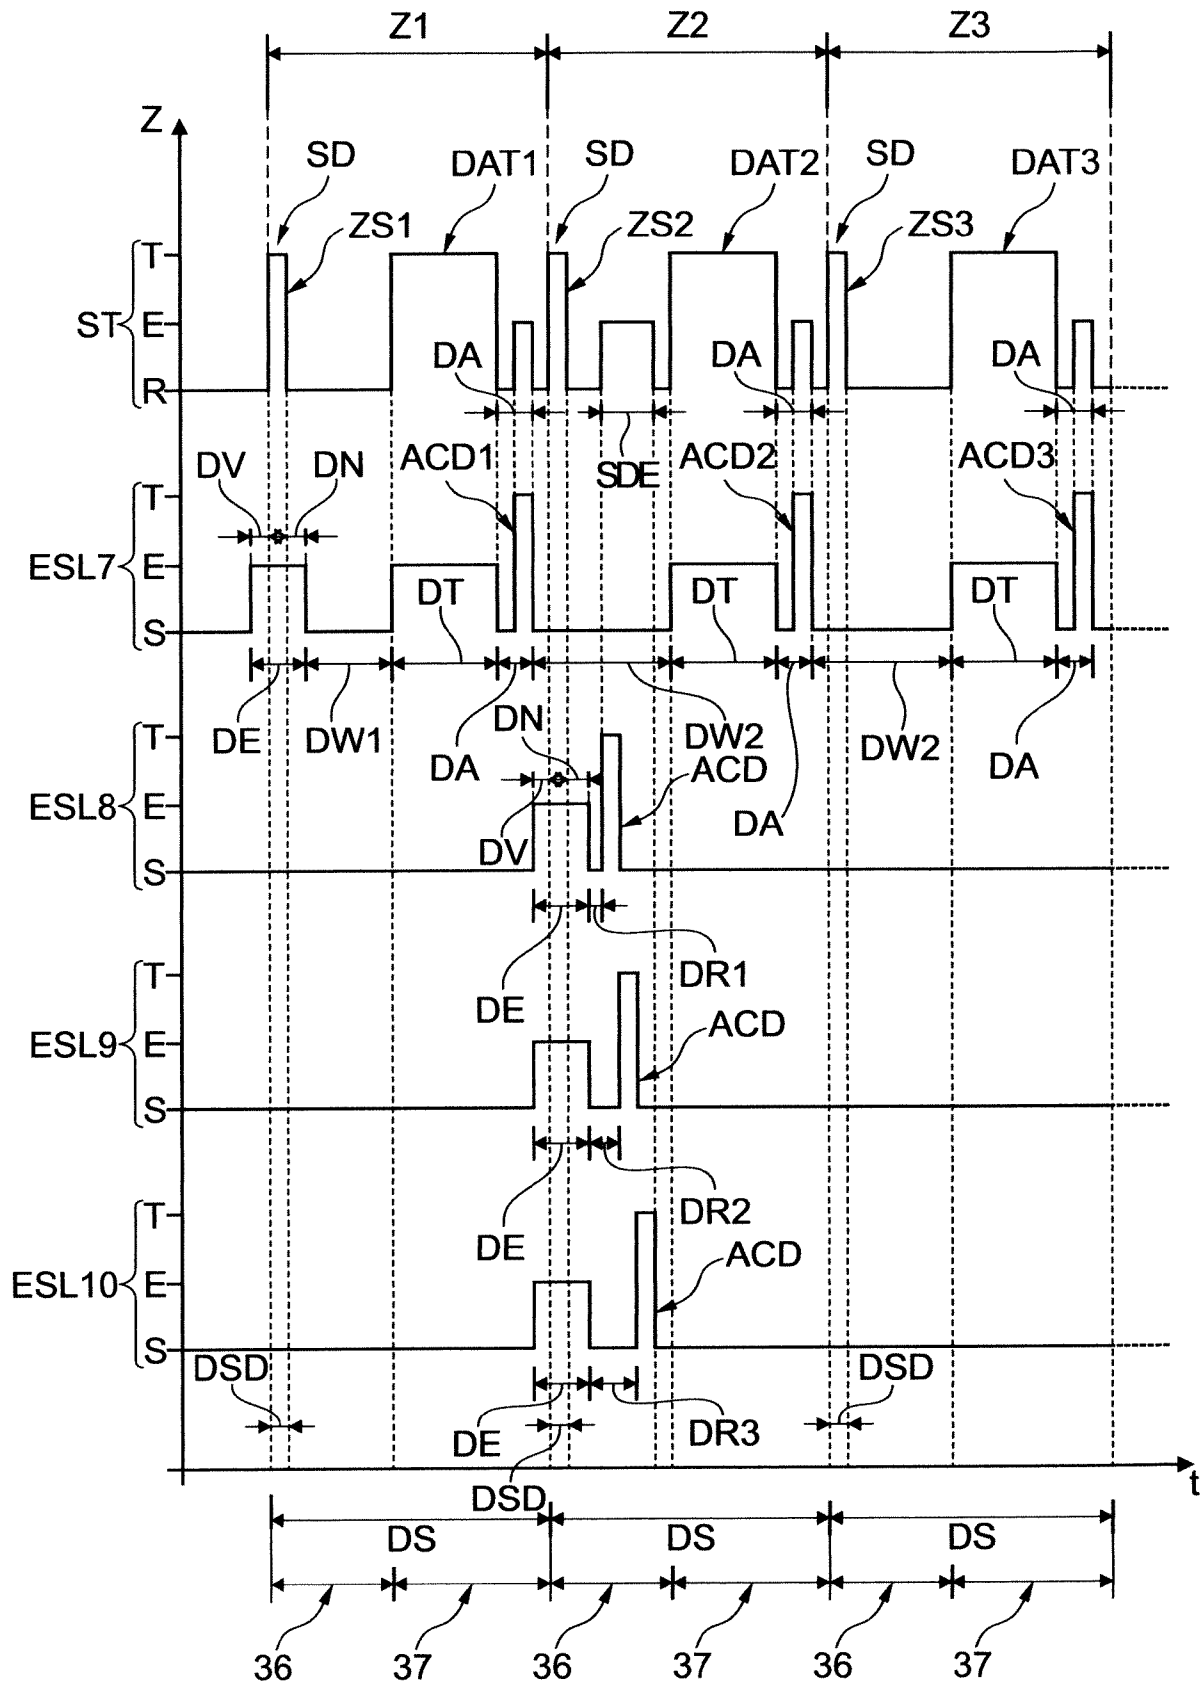 Z1 Z2 Z3
Z
SD DAT1 SD DAT2 SD DAT3
ZS1 ZS2 ZS3
T
ST E
R
DA DA DA
DV DN ACD1 SDE ACD2 ACD3
T
ESL7 E
S
DT DT DT
DE DW1 DA DN DW2 DA DW2 DA
T
ESL8 E
S
ACD
DV
DE DR1
T
ESL9 E
S
ACD
DE DR2
T
ESL10 E
S
ACD
DSD DE DR3 DSD
DSD
t
DS DS DS
36 37 36 37 36 37